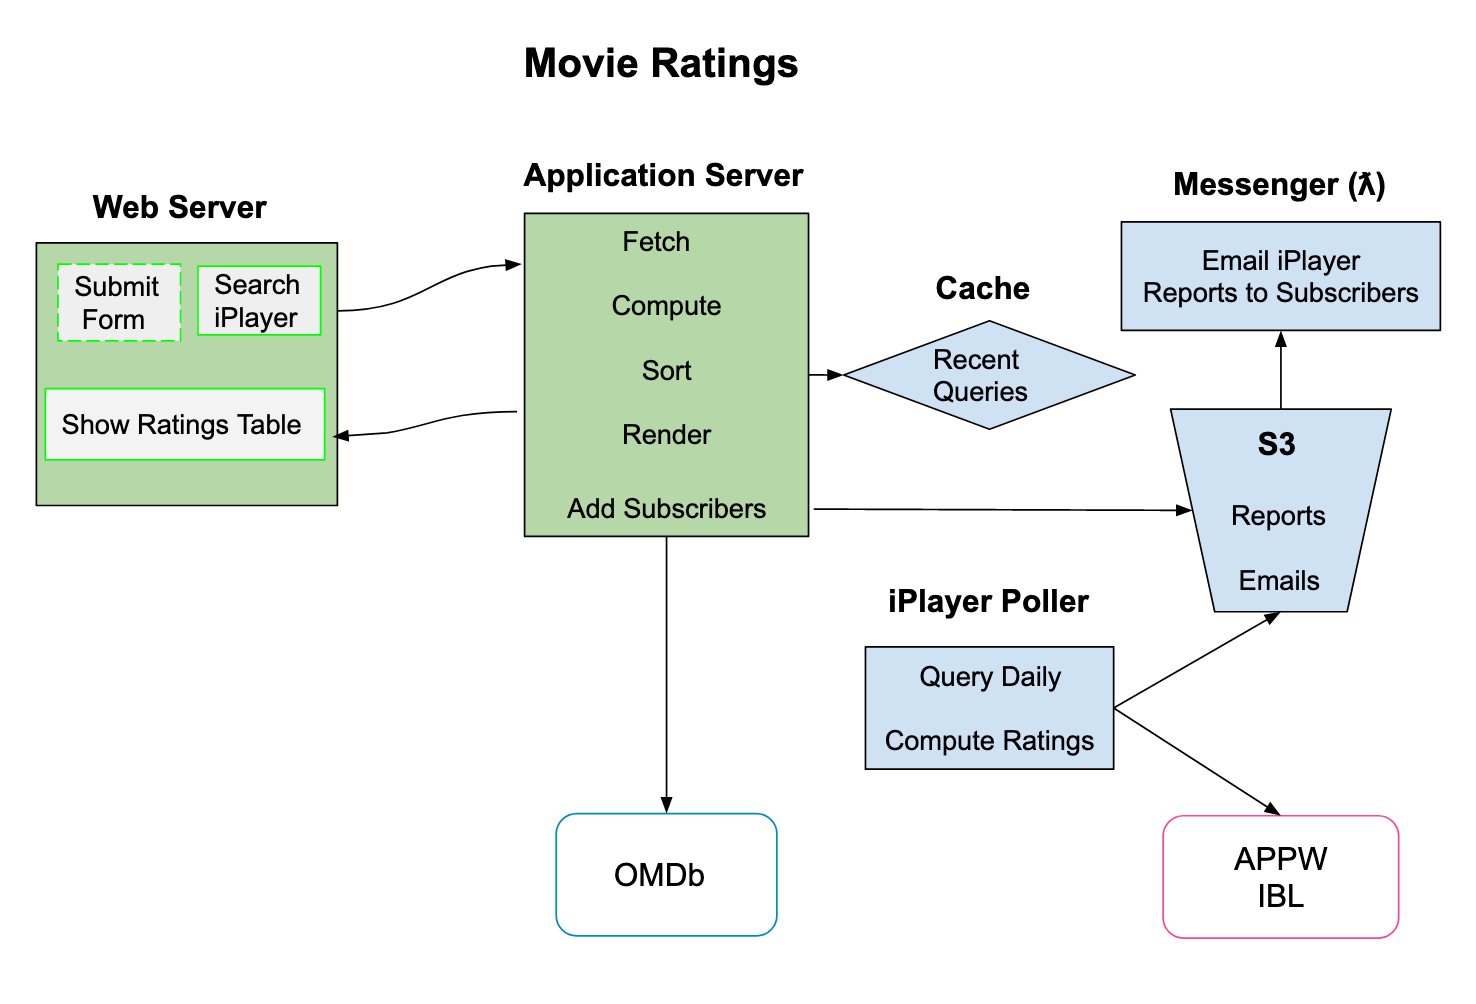 Movie Ratings
Web Server
Submit
Form
Search
iPlayer
Show Ratings Table
Application Server
Fetch
Compute
Sort
Render
Add Subscribers
Cache
Recent
Queries
Messenger (ƛ)
Email iPlayer
Reports to Subscribers
S3
Reports
Emails
iPlayer Poller
Query Daily
Compute Ratings
OMDb
APPW
IBL